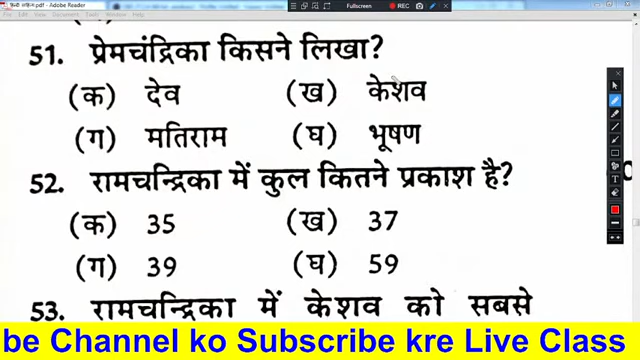 हिन्दी साहित्य.pdf - Adobe Reader
Fullscreen REC
51. प्रेमचंद्रिका किसने लिखा?
(क) देव (ख) केशव
(ग) मतिराम (घ) भूषण
52. रामचन्द्रिका में कुल कितने प्रकाश है?
(क) 35 (ख) 37
(ग) 39 (घ) 59
53. रामचन्द्रिका में केशव को सबसे
be Channel ko Subscribe kre Live Class